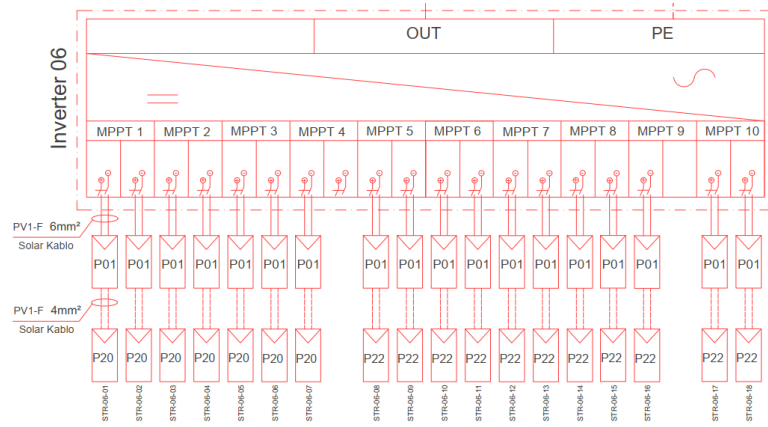 Inverter 06
OUT PE
MPPT 1 MPPT 2 MPPT 3 MPPT 4 MPPT 5 MPPT 6 MPPT 7 MPPT 8 MPPT 9 MPPT 10
PV1-F 6mm²
Solar Kablo
P01 P01 P01 P01 P01 P01 P01 P01 P01 P01 P01 P01 P01 P01 P01 P01 P01 P01
PV1-F 4mm²
Solar Kablo
P20 P20 P20 P20 P20 P20 P20 P22 P22 P22 P22 P22 P22 P22 P22 P22 P22 P22
STR-06-01 STR-06-02 STR-06-03 STR-06-04 STR-06-05 STR-06-06 STR-06-07 STR-06-08 STR-06-09 STR-06-10 STR-06-11 STR-06-12 STR-06-13 STR-06-14 STR-06-15 STR-06-16 STR-06-17 STR-06-18